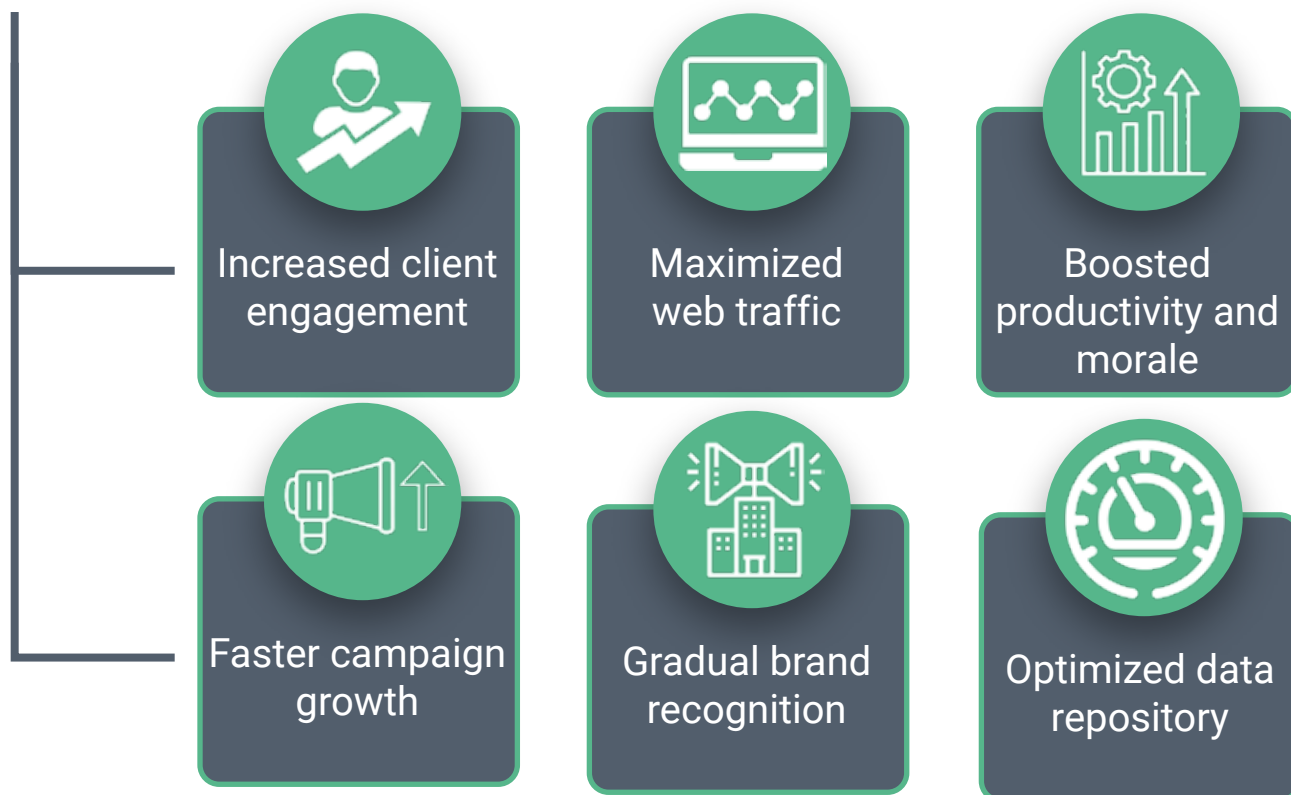 Increased client
engagement
Maximized
web traffic
Boosted
productivity and
morale
Faster campaign
growth
Gradual brand
recognition
Optimized data
repository